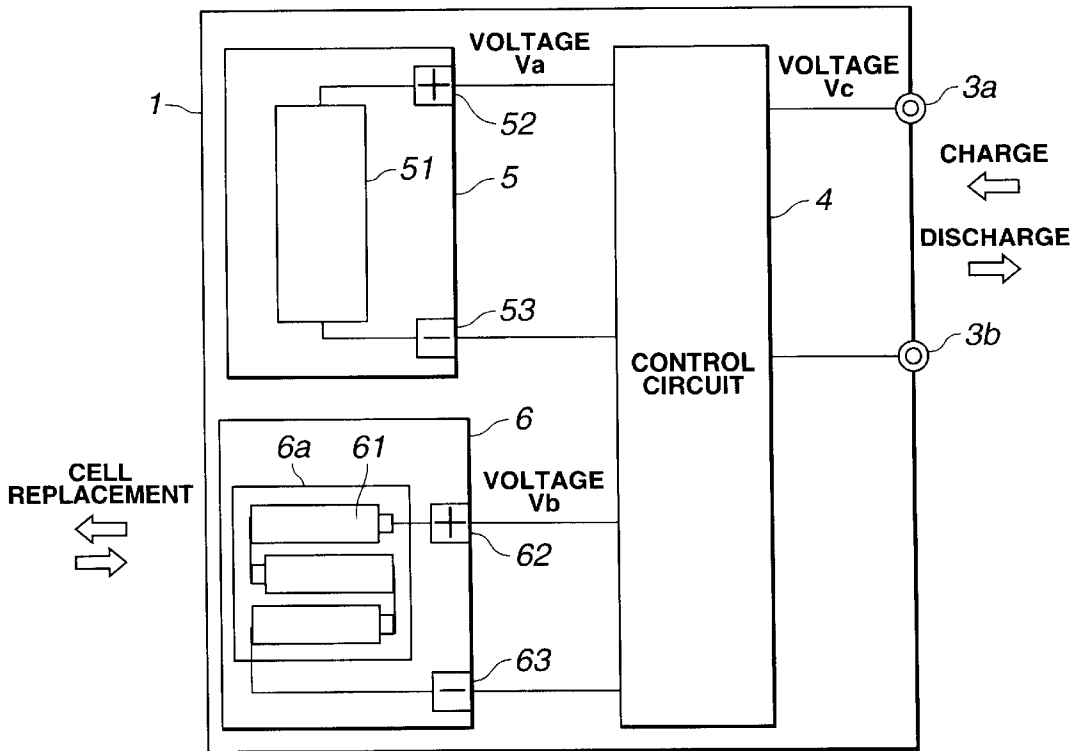 VOLTAGE
Va
VOLTAGE
Vc
1
3a
+
52
51
5
CHARGE
4
DISCHARGE
53
−
3b
CONTROL
CIRCUIT
6
6a
61
CELL
REPLACEMENT
VOLTAGE
Vb
+
62
63
−